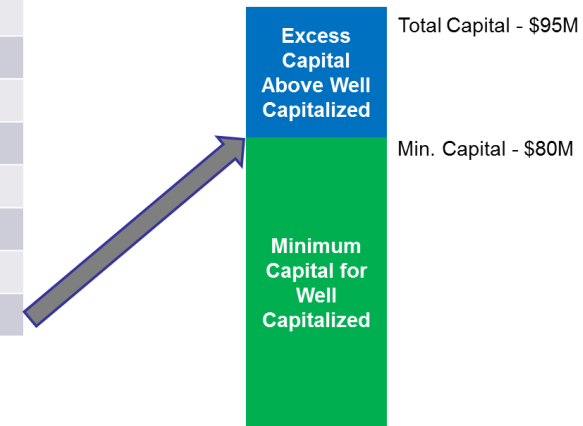 Excess
Capital
Above Well
Capitalized
Total Capital - $95M
Min. Capital - $80M
Minimum
Capital for
Well
Capitalized